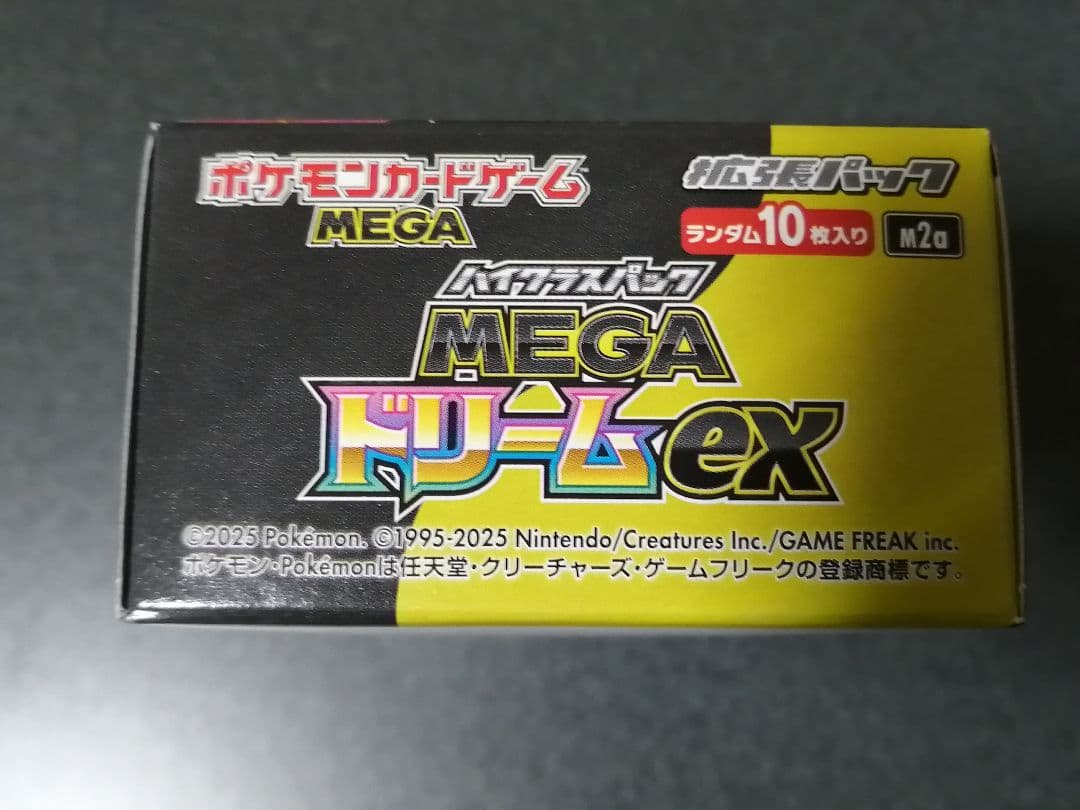 ポケモンカードゲーム
MEGA
拡張パック
ランダム10枚入り
M2a
ハイクラスパック
MEGA
ドリームex
©2025 Pokémon. ©1995-2025 Nintendo/Creatures Inc./GAME FREAK inc.
ポケモン・Pokémonは任天堂・クリーチャーズ・ゲームフリークの登録商標です。